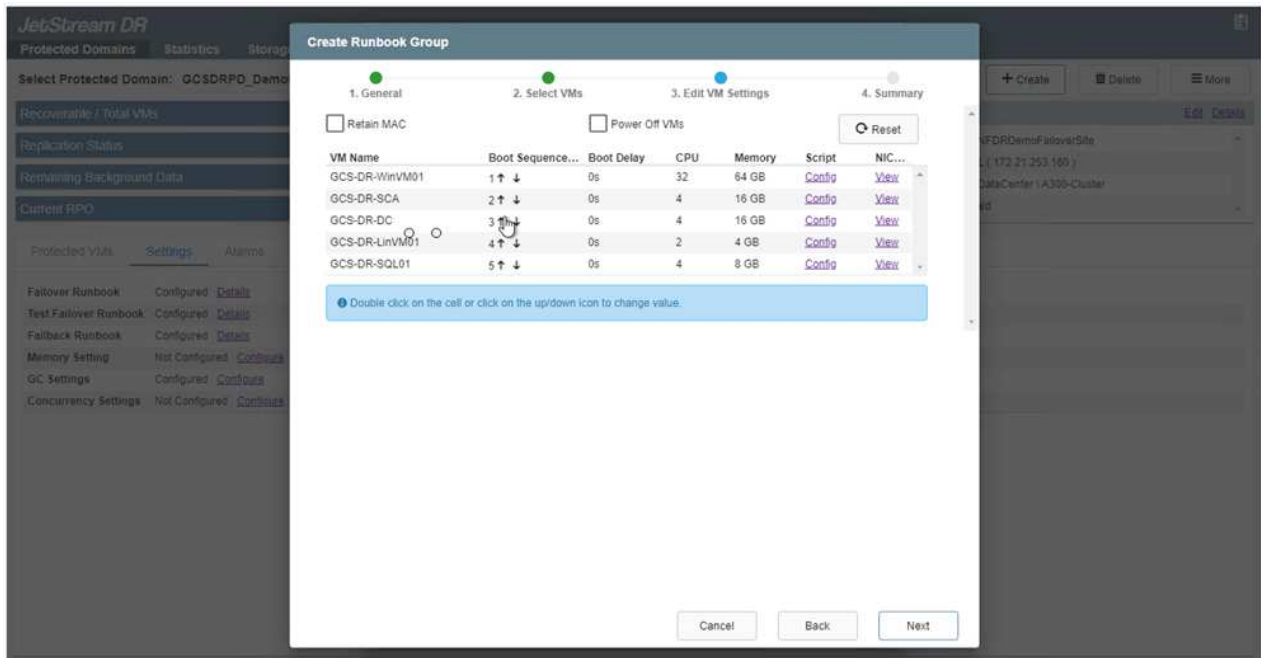 JetStream DR
Protected Domains Statistics Storag
Select Protected Domain: GCSDRPD_Demo
+ Create Delete More
Recoverable / Total VMs
Edit Details
Replication Status
Remaining Background Data
Current RPO
Protected VMs Settings Alarms
Failover Runbook Configured Details
Test Failover Runbook Configured Details
Failback Runbook Configured Details
Memory Setting Not Configured Configure
GC Settings Configured Configure
Concurrency Settings Not Configured Configure
( 172.21.253.160 )
DataCenter \ A300-Cluster
Create Runbook Group
1. General 2. Select VMs 3. Edit VM Settings 4. Summary
Retain MAC Power Off VMs Reset
VM Name Boot Sequence... Boot Delay CPU Memory Script NIC...
GCS-DR-WinVM01 1 ↑ ↓ 0s 32 64 GB Config View
GCS-DR-SCA 2 ↑ ↓ 0s 4 16 GB Config View
GCS-DR-DC 3 ↑ ↓ 0s 4 16 GB Config View
GCS-DR-LinVM01 4 ↑ ↓ 0s 2 4 GB Config View
GCS-DR-SQL01 5 ↑ ↓ 0s 4 8 GB Config View
Double click on the cell or click on the up/down icon to change value.
Cancel Back Next